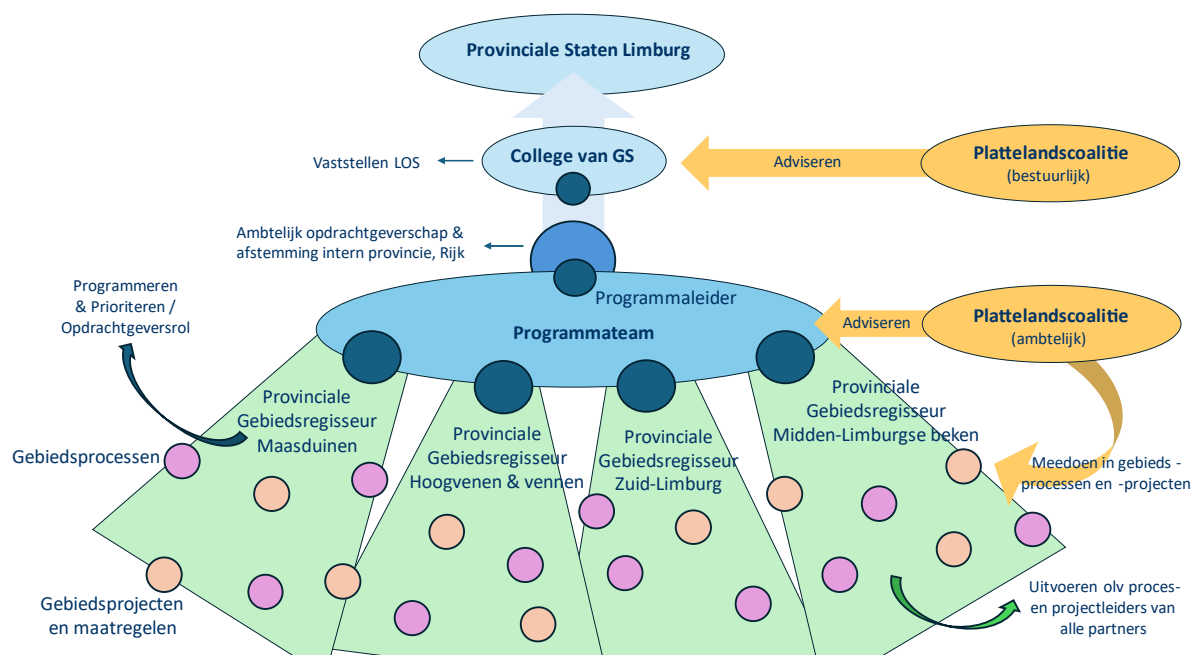 Provinciale Staten Limburg
College van GS
Vaststellen LOS
Adviseren
Plattelandscoalitie
(bestuurlijk)
Ambtelijk opdrachtgeverschap &
afstemming intern provincie, Rijk
Programmeren
& Prioriteren /
Opdrachtgeversrol
Programmaleider
Programmateam
Adviseren
Plattelandscoalitie
(ambtelijk)
Provinciale
Gebiedsregisseur
Maasduinen
Provinciale
Gebiedsregisseur
Hoogvenen & vennen
Provinciale
Gebiedsregisseur
Zuid-Limburg
Provinciale
Gebiedsregisseur
Midden-Limburgse beken
Gebiedsprocessen
Meedoen in gebieds -
processen en -projecten
Gebiedsprojecten
en maatregelen
Uitvoeren olv proces-
en projectleiders van
alle partners